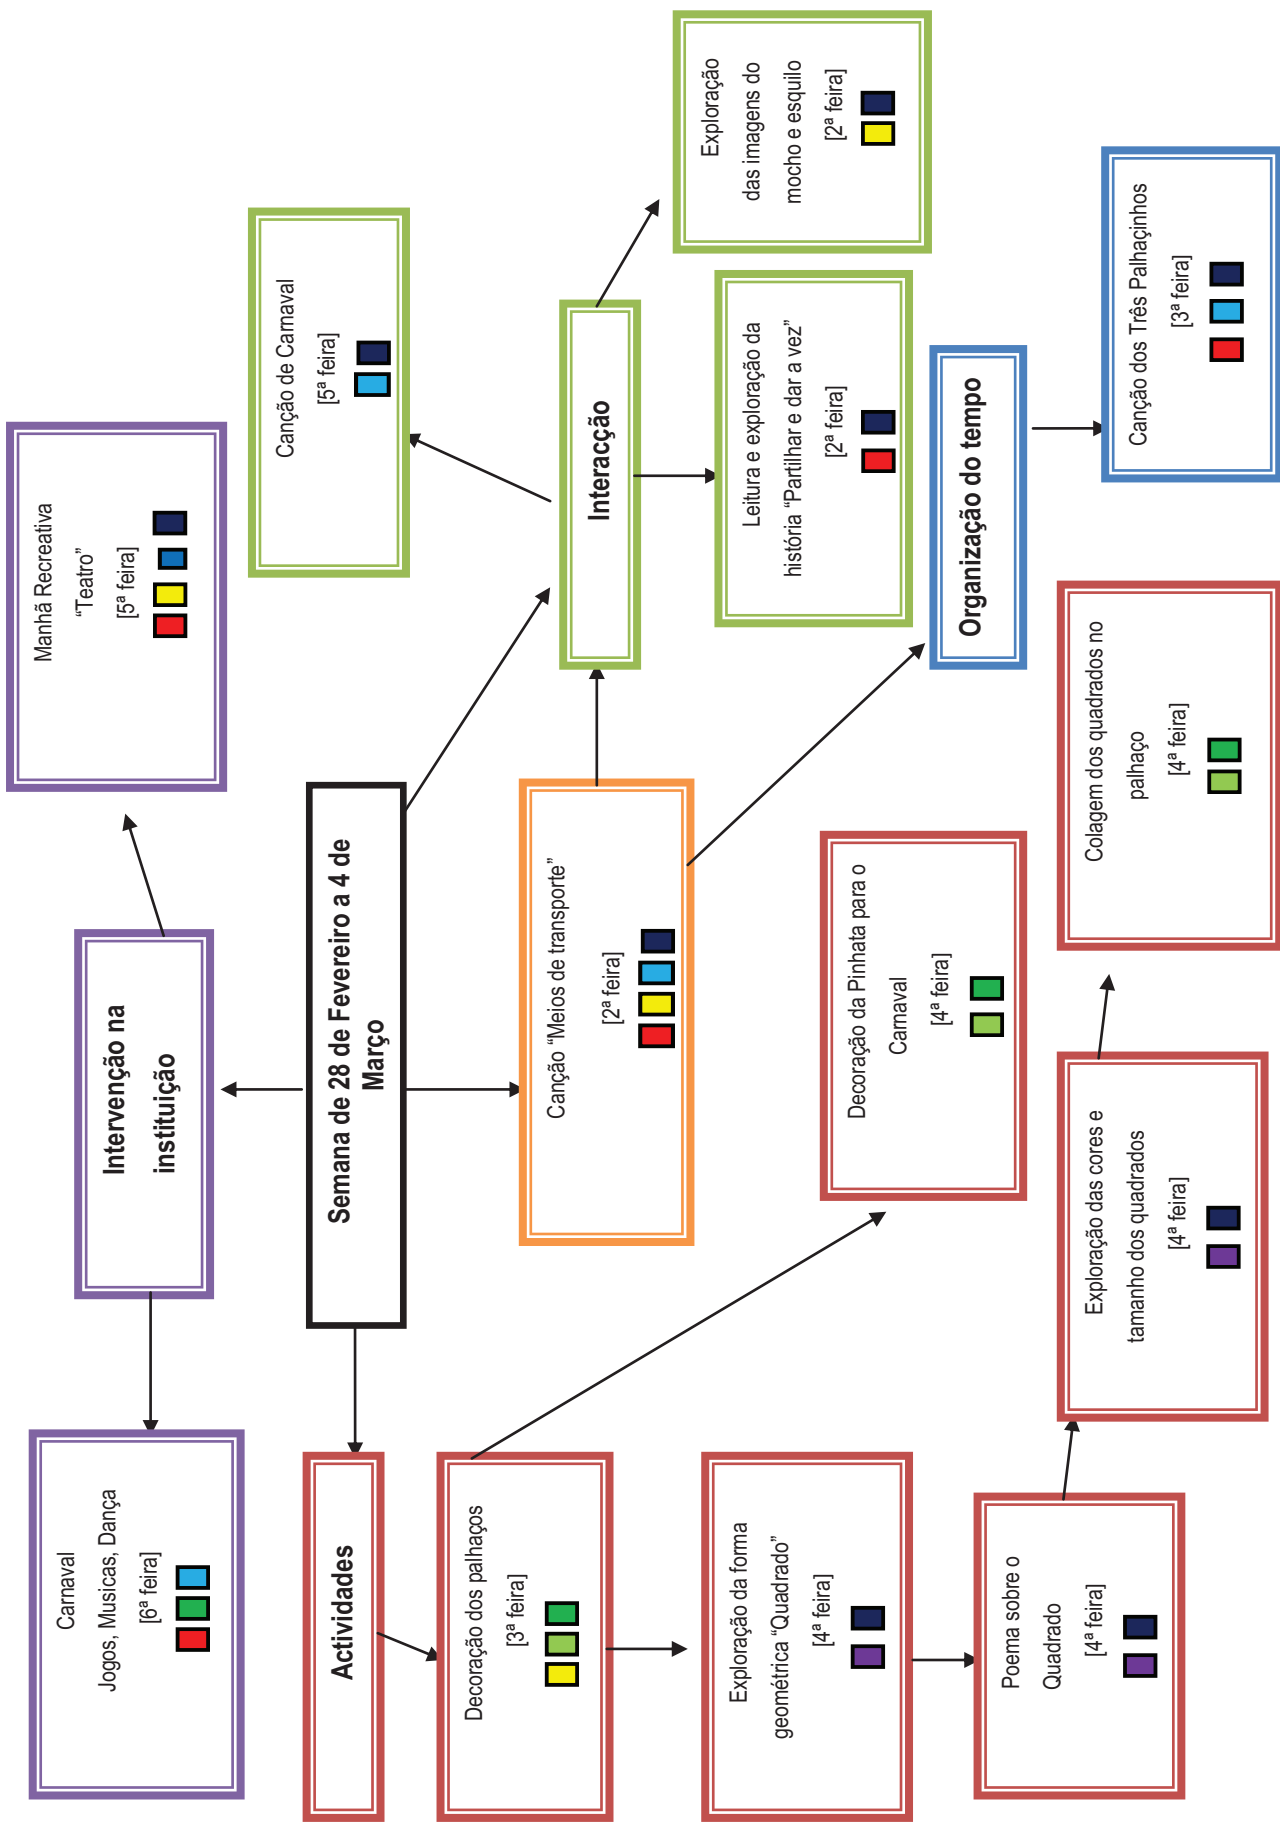 Carnaval
Jogos, Musicas, Dança
[6ª feira]
Intervenção na
instituição
Manhã Recreativa
“Teatro”
[5ª feira]
Semana de 28 de Fevereiro a 4 de
Março
Canção de Carnaval
[5ª feira]
Actividades
Interacção
Decoração dos palhaços
[3ª feira]
Canção “Meios de transporte”
[2ª feira]
Exploração
das imagens do
mocho e esquilo
[2ª feira]
Leitura e exploração da
história “Partilhar e dar a vez”
[2ª feira]
Exploração da forma
geométrica “Quadrado”
[4ª feira]
Decoração da Pinhata para o
Carnaval
[4ª feira]
Organização do tempo
Poema sobre o
Quadrado
[4ª feira]
Exploração das cores e
tamanho dos quadrados
[4ª feira]
Colagem dos quadrados no
palhaço
[4ª feira]
Canção dos Três Palhaçinhos
[3ª feira]